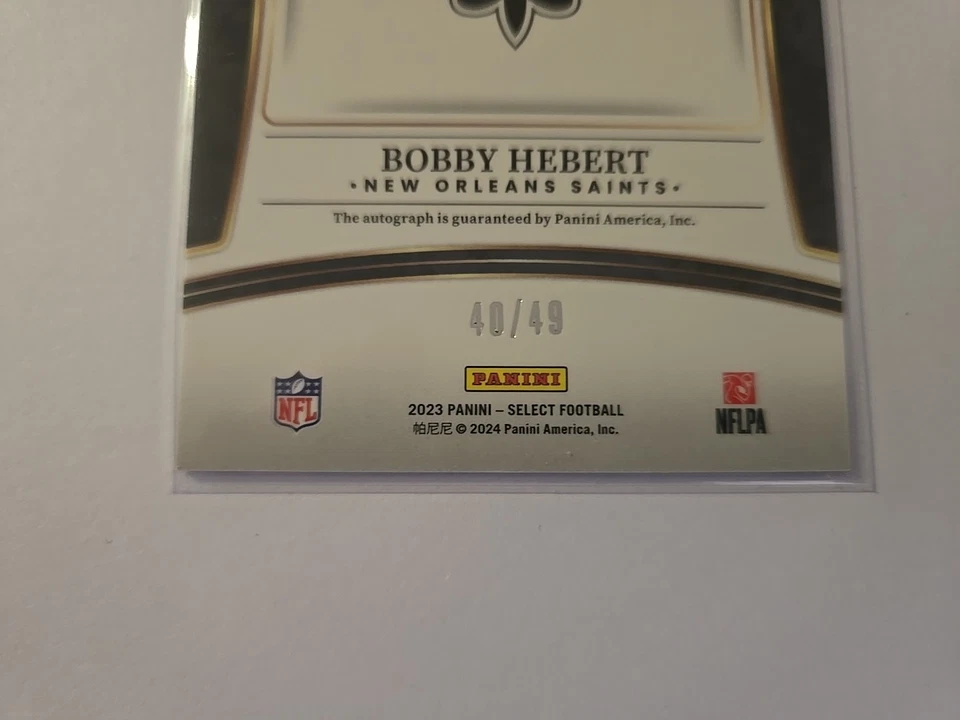 BOBBY HEBERT
•NEW ORLEANS SAINTS•
The autograph is guaranteed by Panini America, Inc.
40/49
PANINI
NFL
2023 PANINI – SELECT FOOTBALL
帕尼尼 © 2024 Panini America, Inc.
NFLPA